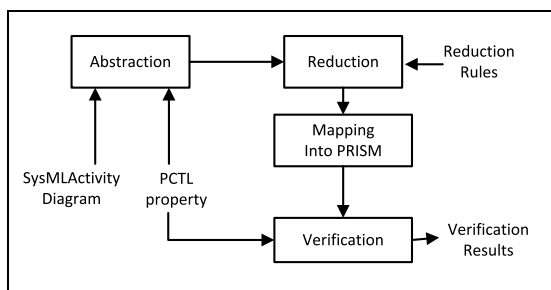 Abstraction
Reduction
Reduction
Rules
Mapping
Into PRISM
SysMLActivity
Diagram
PCTL
property
Verification
Verification
Results